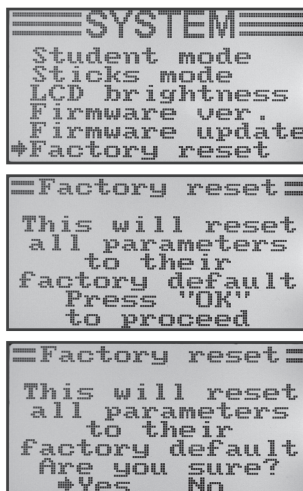 SYSTEM
Student mode
Sticks mode
LCD brightness
Firmware ver.
Firmware update
Factory reset
Factory reset
This will reset
all parameters
to their
factory default
Press "OK"
to proceed
Factory reset
This will reset
all parameters
to their
factory default
Are you sure?
Yes No